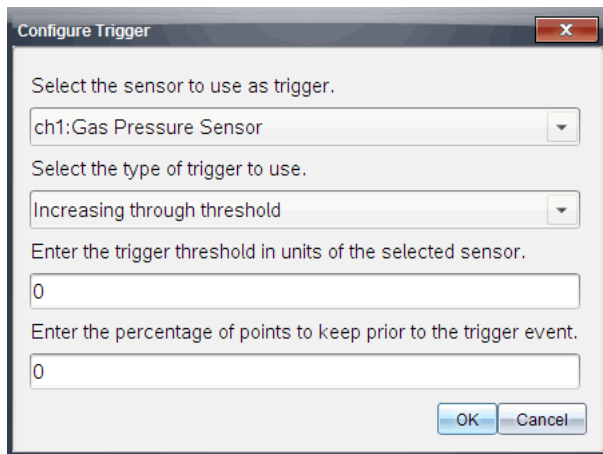 Configure Trigger
Select the sensor to use as trigger.
ch1:Gas Pressure Sensor
Select the type of trigger to use.
Increasing through threshold
Enter the trigger threshold in units of the selected sensor.
0
Enter the percentage of points to keep prior to the trigger event.
0
OK Cancel